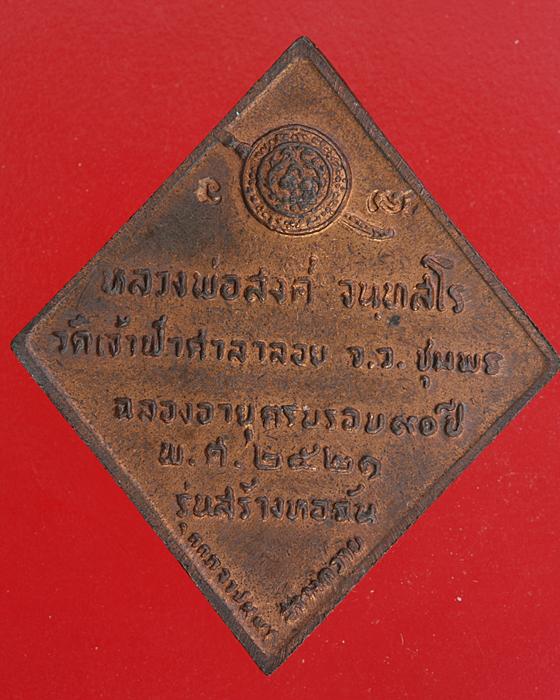 หลวงพ่อสงค์ จนฺทสโร
วัดเจ้าฟ้าศาลาลอย จ.ว. ชุมพร
ฉลองอายุครบรอบ๙๐ปี
พ.ศ.๒๕๒๑
รุ่นสร้างหอฉัน